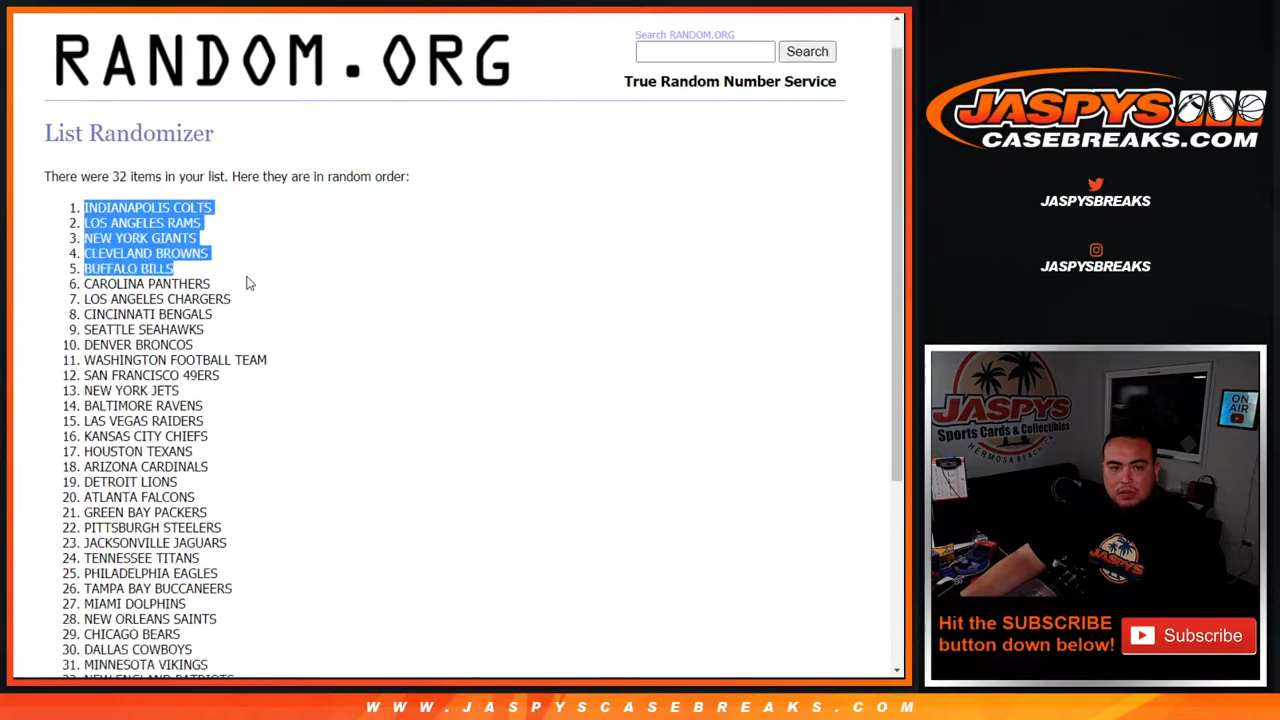 RANDOM.ORG
Search RANDOM.ORG
Search
True Random Number Service
List Randomizer
There were 32 items in your list. Here they are in random order:
1. INDIANAPOLIS COLTS
2. LOS ANGELES RAMS
3. NEW YORK GIANTS
4. CLEVELAND BROWNS
5. BUFFALO BILLS
6. CAROLINA PANTHERS
7. LOS ANGELES CHARGERS
8. CINCINNATI BENGALS
9. SEATTLE SEAHAWKS
10. DENVER BRONCOS
11. WASHINGTON FOOTBALL TEAM
12. SAN FRANCISCO 49ERS
13. NEW YORK JETS
14. BALTIMORE RAVENS
15. LAS VEGAS RAIDERS
16. KANSAS CITY CHIEFS
17. HOUSTON TEXANS
18. ARIZONA CARDINALS
19. DETROIT LIONS
20. ATLANTA FALCONS
21. GREEN BAY PACKERS
22. PITTSBURGH STEELERS
23. JACKSONVILLE JAGUARS
24. TENNESSEE TITANS
25. PHILADELPHIA EAGLES
26. TAMPA BAY BUCCANEERS
27. MIAMI DOLPHINS
28. NEW ORLEANS SAINTS
29. CHICAGO BEARS
30. DALLAS COWBOYS
31. MINNESOTA VIKINGS
32. NEW ENGLAND PATRIOTS
JASPYS
CASEBREAKS.COM
JASPYSBREAKS
JASPYSBREAKS
JASPYS
Sports Cards & Collectibles
HERMOSA BEACH
ON
AIR
JASPYS
Hit the SUBSCRIBE
button down below!
Subscribe
WWW.JASPYSCASEBREAKS.COM